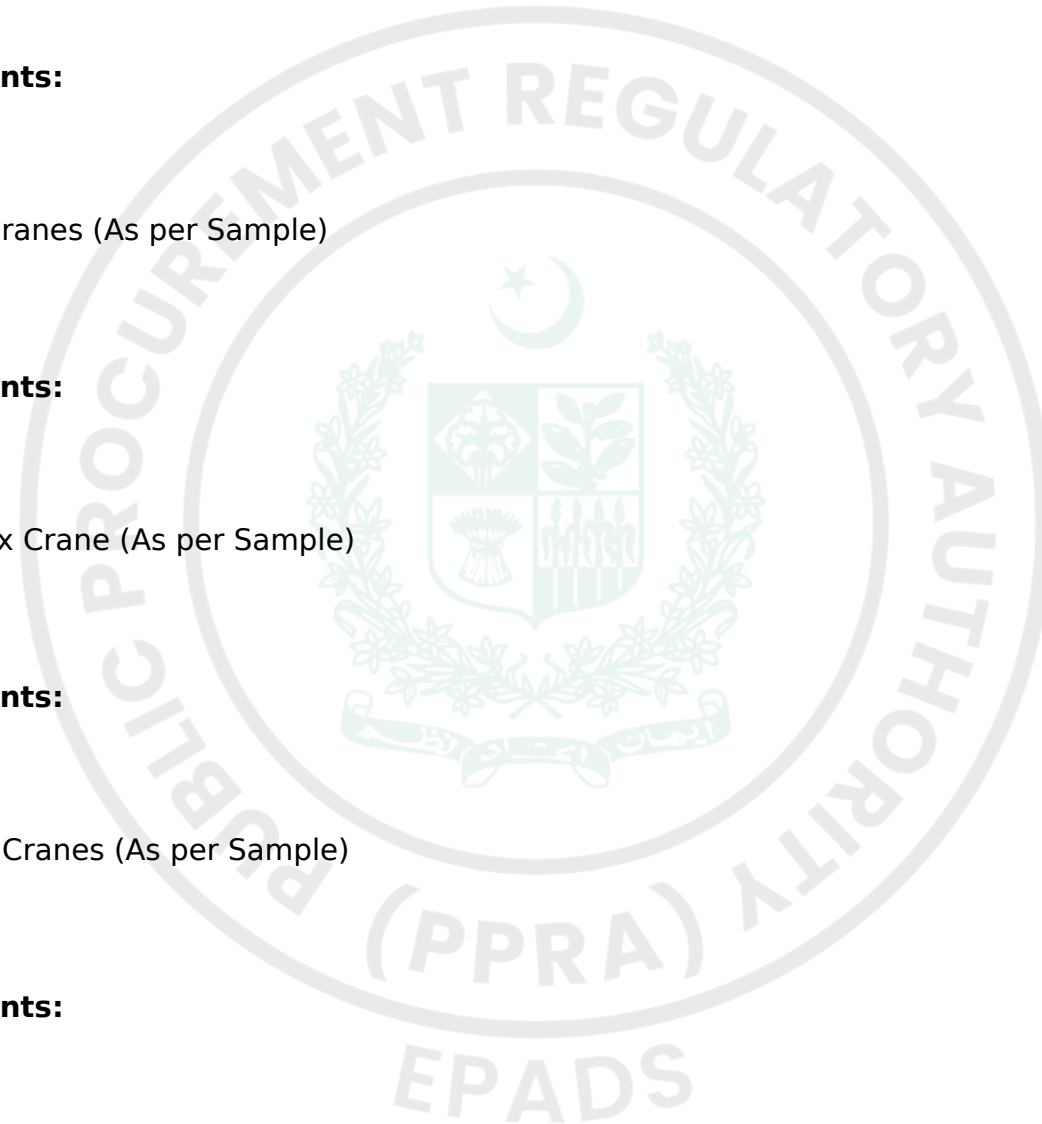 nts:
ranes (As per Sample)
nts:
x Crane (As per Sample)
nts:
Cranes (As per Sample)
nts:
PUBLIC PROCUREMENT REGULATORY AUTHORITY
(PPRA)
EPADS